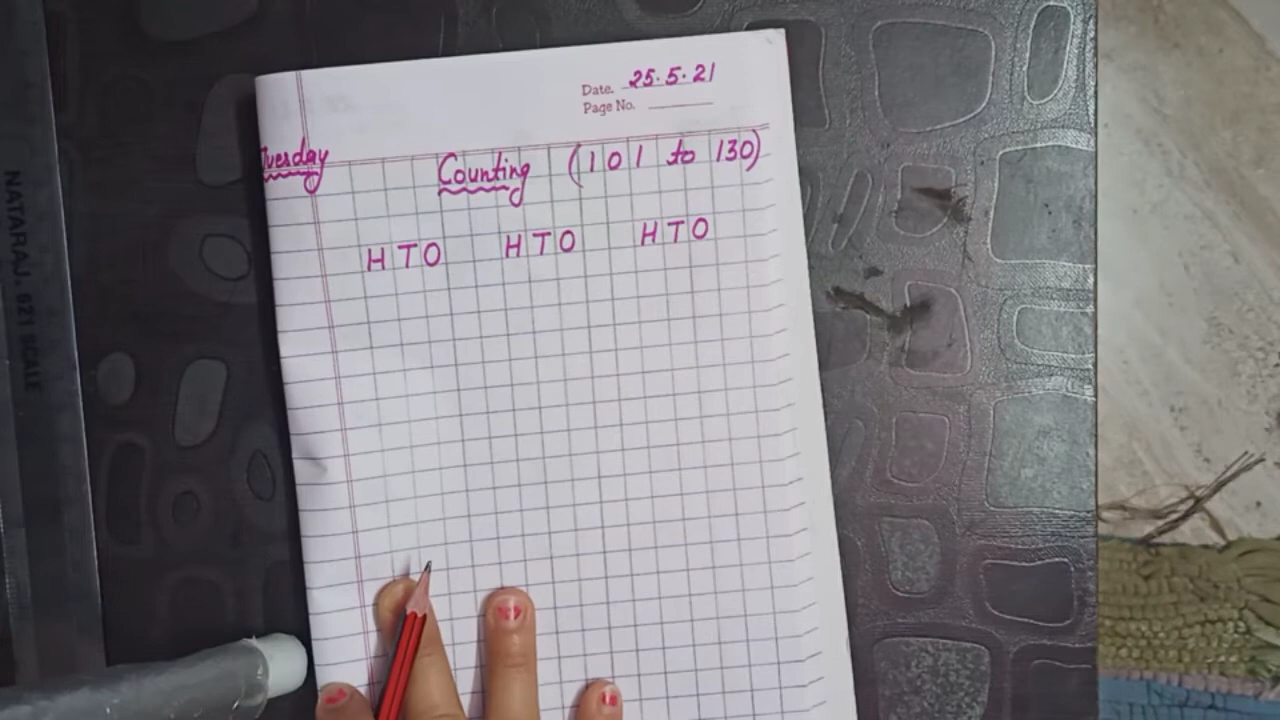 Date. 25.5.21
Page No.
Tuesday
Counting (101 to 130)
HTO HTO HTO
NATARAJ. 621 SCALE